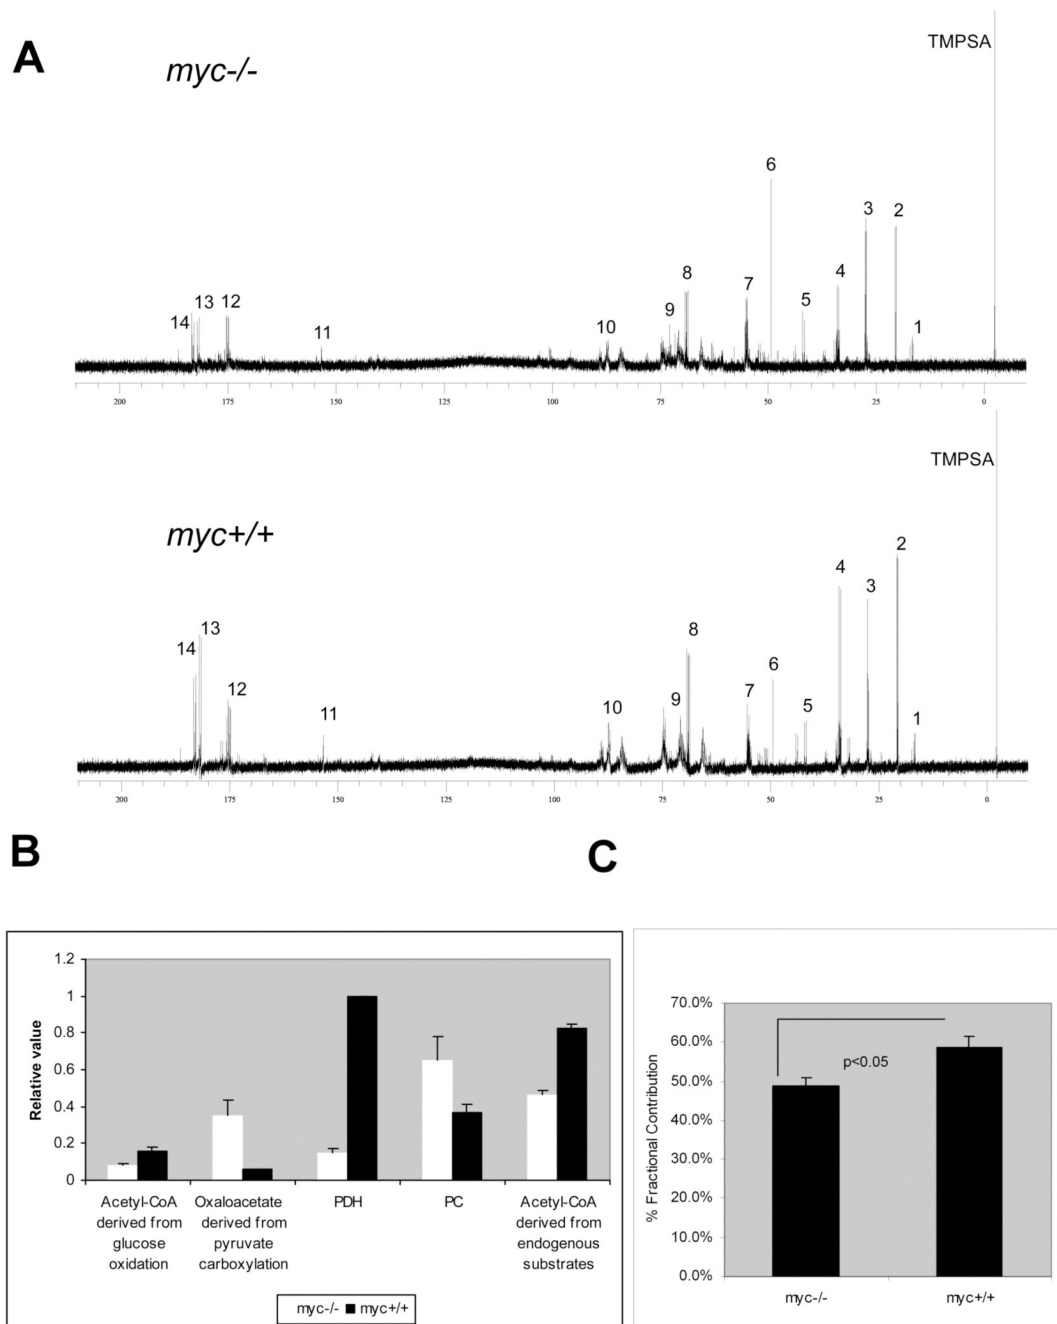 A
myc-/-
TMPSA
14
13
12
11
10
9
8
7
6
5
4
3
2
1
200
175
150
125
100
75
50
25
0
myc+/+
TMPSA
14
13
12
11
10
9
8
7
6
5
4
3
2
1
200
175
150
125
100
75
50
25
0
B
Relative value
1.2
1
0.8
0.6
0.4
0.2
0
Acetyl-CoA
derived from
glucose
oxidation
Oxaloacetate
derived from
pyruvate
carboxylation
PDH
PC
Acetyl-CoA
derived from
endogenous
substrates
myc-/- myc+/+
C
% Fractional Contribution
70.0%
60.0%
50.0%
40.0%
30.0%
20.0%
10.0%
0.0%
p<0.05
myc-/-
myc+/+